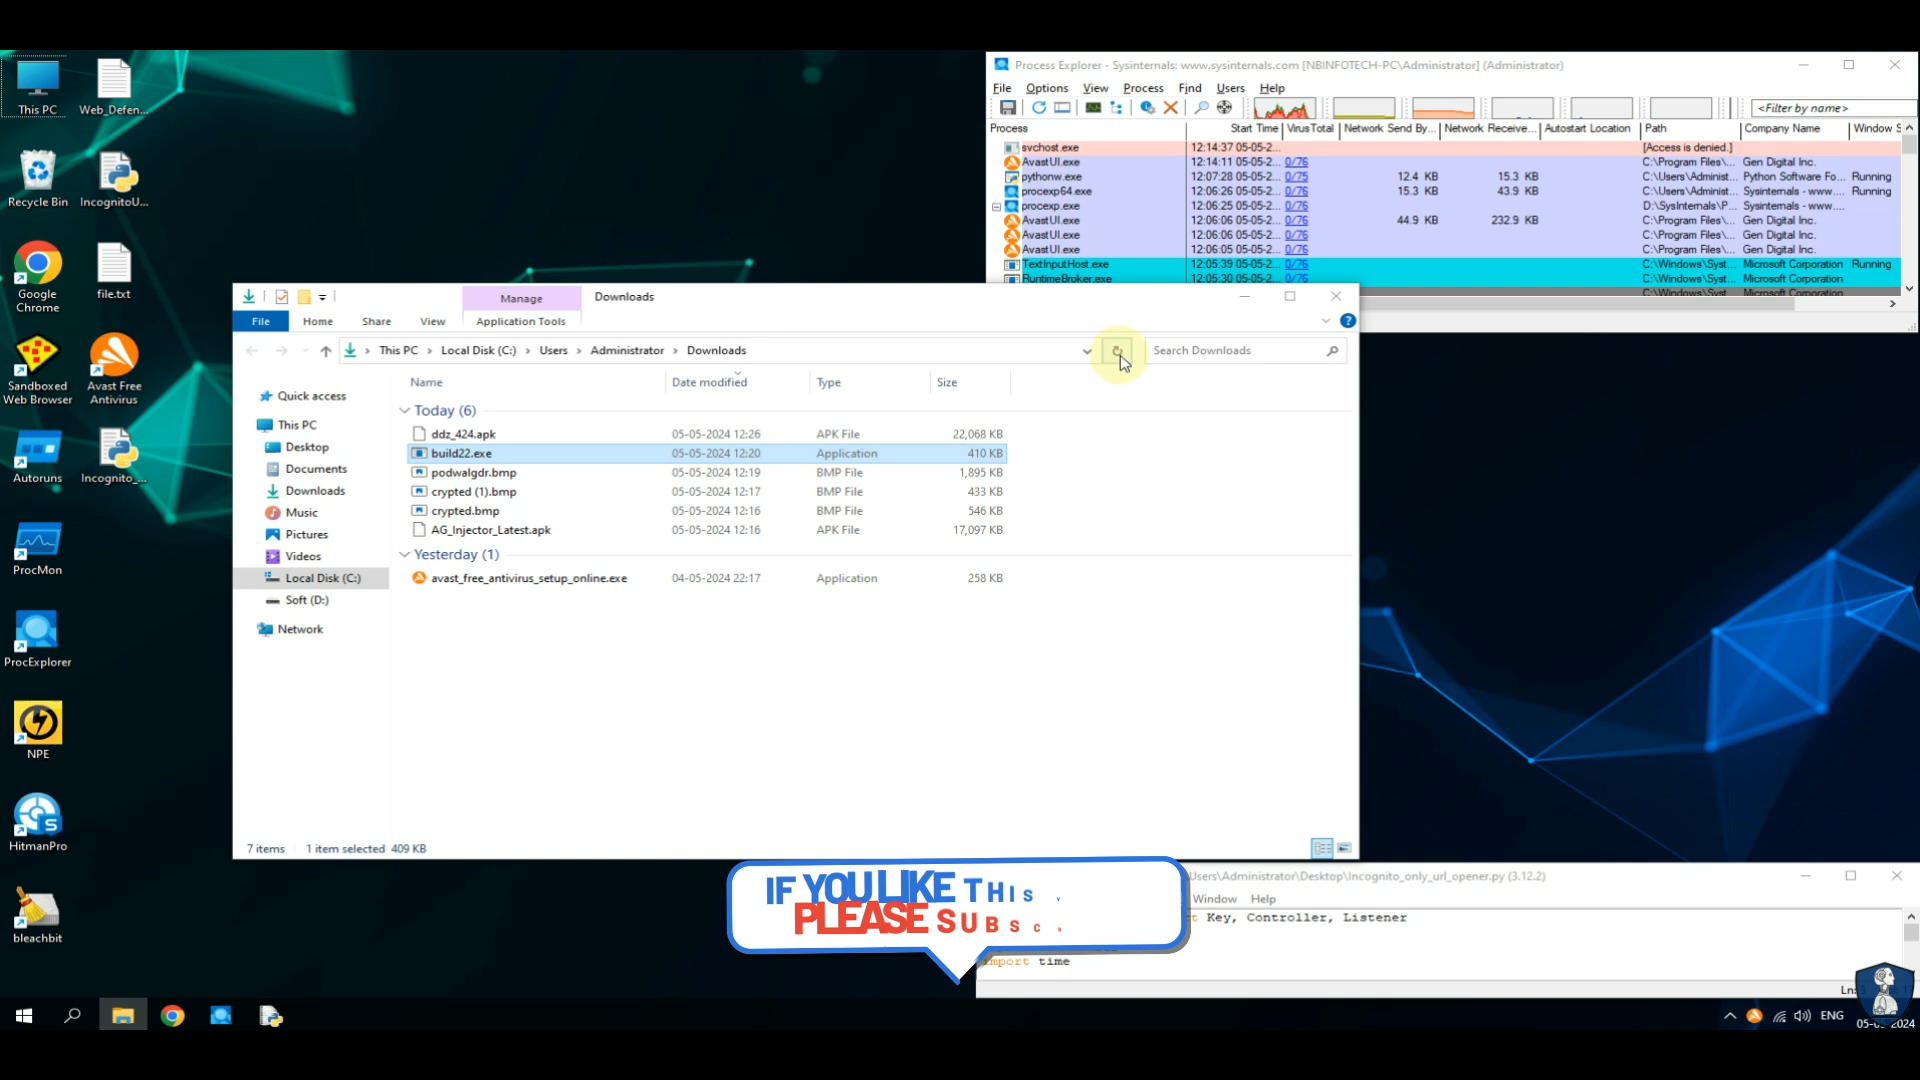 This PC
Web_Defen...
Recycle Bin
IncognitoU...
Google Chrome
file.txt
Sandboxed Web Browser
Avast Free Antivirus
Autoruns
Incognito_...
ProcMon
ProcExplorer
NPE
HitmanPro
bleachbit
Process Explorer - Sysinternals: www.sysinternals.com [NBINFOTECH-PC\Administrator] (Administrator)
File Options View Process Find Users Help
<Filter by name>
Process Start Time VirusTotal Network Send By... Network Receive... Autostart Location Path Company Name Window S
svchost.exe 12:14:37 05-05-2... [Access is denied.]
AvastUI.exe 12:14:11 05-05-2... 0/76 C:\Program Files\... Gen Digital Inc.
pythonw.exe 12:07:28 05-05-2... 0/75 12.4 KB 15.3 KB C:\Users\Administ... Python Software Fo... Running
procexp64.exe 12:06:26 05-05-2... 0/76 15.3 KB 43.9 KB C:\Users\Administ... Sysinternals - www.... Running
procexp.exe 12:06:25 05-05-2... 0/76 D:\SysInternals\P... Sysinternals - www....
AvastUI.exe 12:06:06 05-05-2... 0/76 44.9 KB 232.9 KB C:\Program Files\... Gen Digital Inc.
AvastUI.exe 12:06:06 05-05-2... 0/76 C:\Program Files\... Gen Digital Inc.
AvastUI.exe 12:06:05 05-05-2... 0/76 C:\Program Files\... Gen Digital Inc.
TextInputHost.exe 12:05:39 05-05-2... 0/76 C:\Windows\Syst... Microsoft Corporation Running
RuntimeBroker.exe 12:05:30 05-05-2... 0/76 C:\Windows\Syst... Microsoft Corporation
C:\Windows\Syst... Microsoft Corporation
Manage Downloads
File Home Share View Application Tools
This PC › Local Disk (C:) › Users › Administrator › Downloads
Search Downloads
Quick access
This PC
Desktop
Documents
Downloads
Music
Pictures
Videos
Local Disk (C:)
Soft (D:)
Network
Name Date modified Type Size
Today (6)
ddz_424.apk 05-05-2024 12:26 APK File 22,068 KB
build22.exe 05-05-2024 12:20 Application 410 KB
podwalgdr.bmp 05-05-2024 12:19 BMP File 1,895 KB
crypted (1).bmp 05-05-2024 12:17 BMP File 433 KB
crypted.bmp 05-05-2024 12:16 BMP File 546 KB
AG_Injector_Latest.apk 05-05-2024 12:16 APK File 17,097 KB
Yesterday (1)
avast_free_antivirus_setup_online.exe 04-05-2024 22:17 Application 258 KB
7 items 1 item selected 409 KB
IF YOU LIKE THIS
PLEASE SUBSC
Users\Administrator\Desktop\Incognito_only_url_opener.py (3.12.2)
Window Help
t Key, Controller, Listener
import time
Ln:
ENG